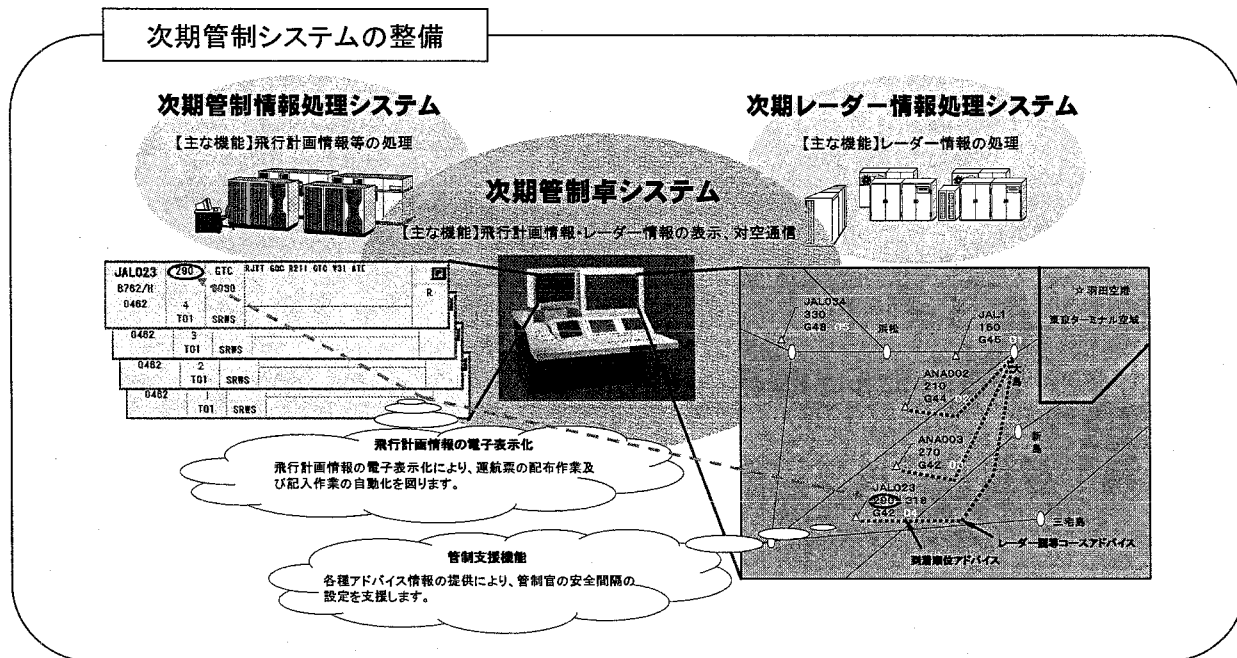 次期管制システムの整備
次期管制情報処理システム
【主な機能】飛行計画情報等の処理
次期レーダー情報処理システム
【主な機能】レーダー情報の処理
次期管制卓システム
【主な機能】飛行計画情報・レーダー情報の表示、対空通信
JAL023 290 GTC
B762/H R
0462 4
T01 SRWS
0462 3
T01 SRWS
0462 2
T01 SRWS
0462 1
T01 SRWS
JAL034
330
G48
浜松
JAL1
160
G45
☆羽田空港
東京ターミナル空域
大島
ANA002
210
G44
新島
ANA003
270
G42
JAL023
290 318
G42 04
三宅島
レーダー誘導コースアドバイス
到着順位アドバイス
飛行計画情報の電子表示化
飛行計画情報の電子表示化により、運航票の配布作業及
び記入作業の自動化を図ります。
管制支援機能
各種アドバイス情報の提供により、管制官の安全間隔の
設定を支援します。